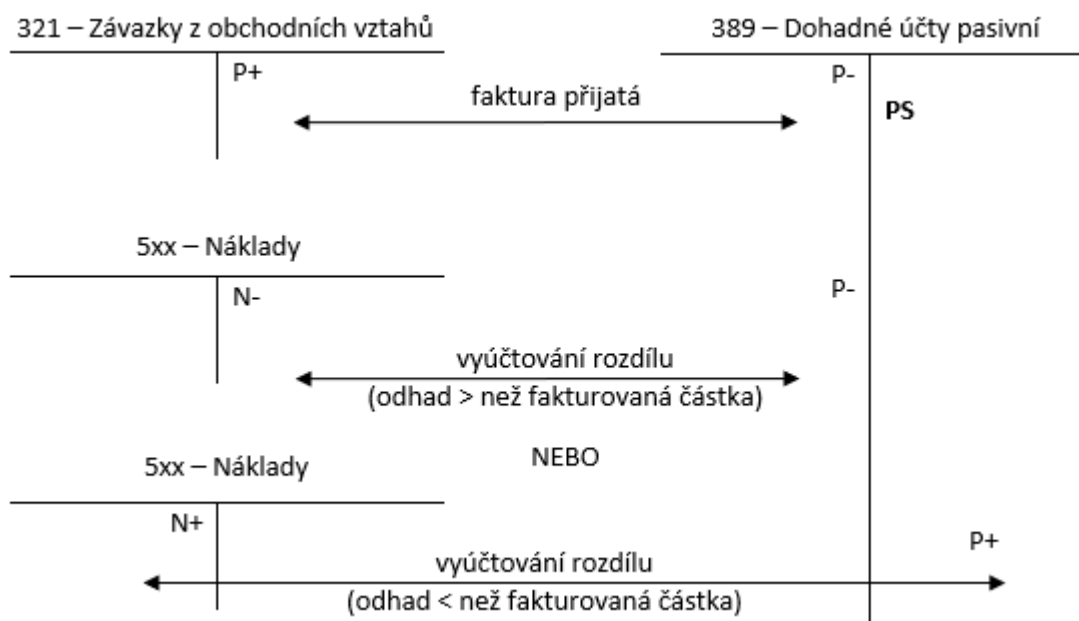 321 – Závazky z obchodních vztahů
389 – Dohadné účty pasivní
P+
P-
faktura přijatá
PS
5xx – Náklady
N-
P-
vyúčtování rozdílu
(odhad > než fakturovaná částka)
NEBO
5xx – Náklady
N+
P+
vyúčtování rozdílu
(odhad < než fakturovaná částka)